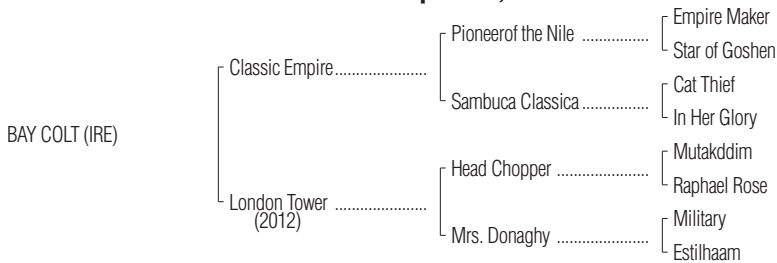 Empire Maker
Pioneerof the Nile ................
Star of Goshen
Classic Empire......................
Cat Thief
Sambuca Classica ................
In Her Glory
BAY COLT (IRE)
Mutakddim
Head Chopper ...................
Raphael Rose
London Tower ......................
(2012)
Military
Mrs. Donaghy ...................
Estilhaam